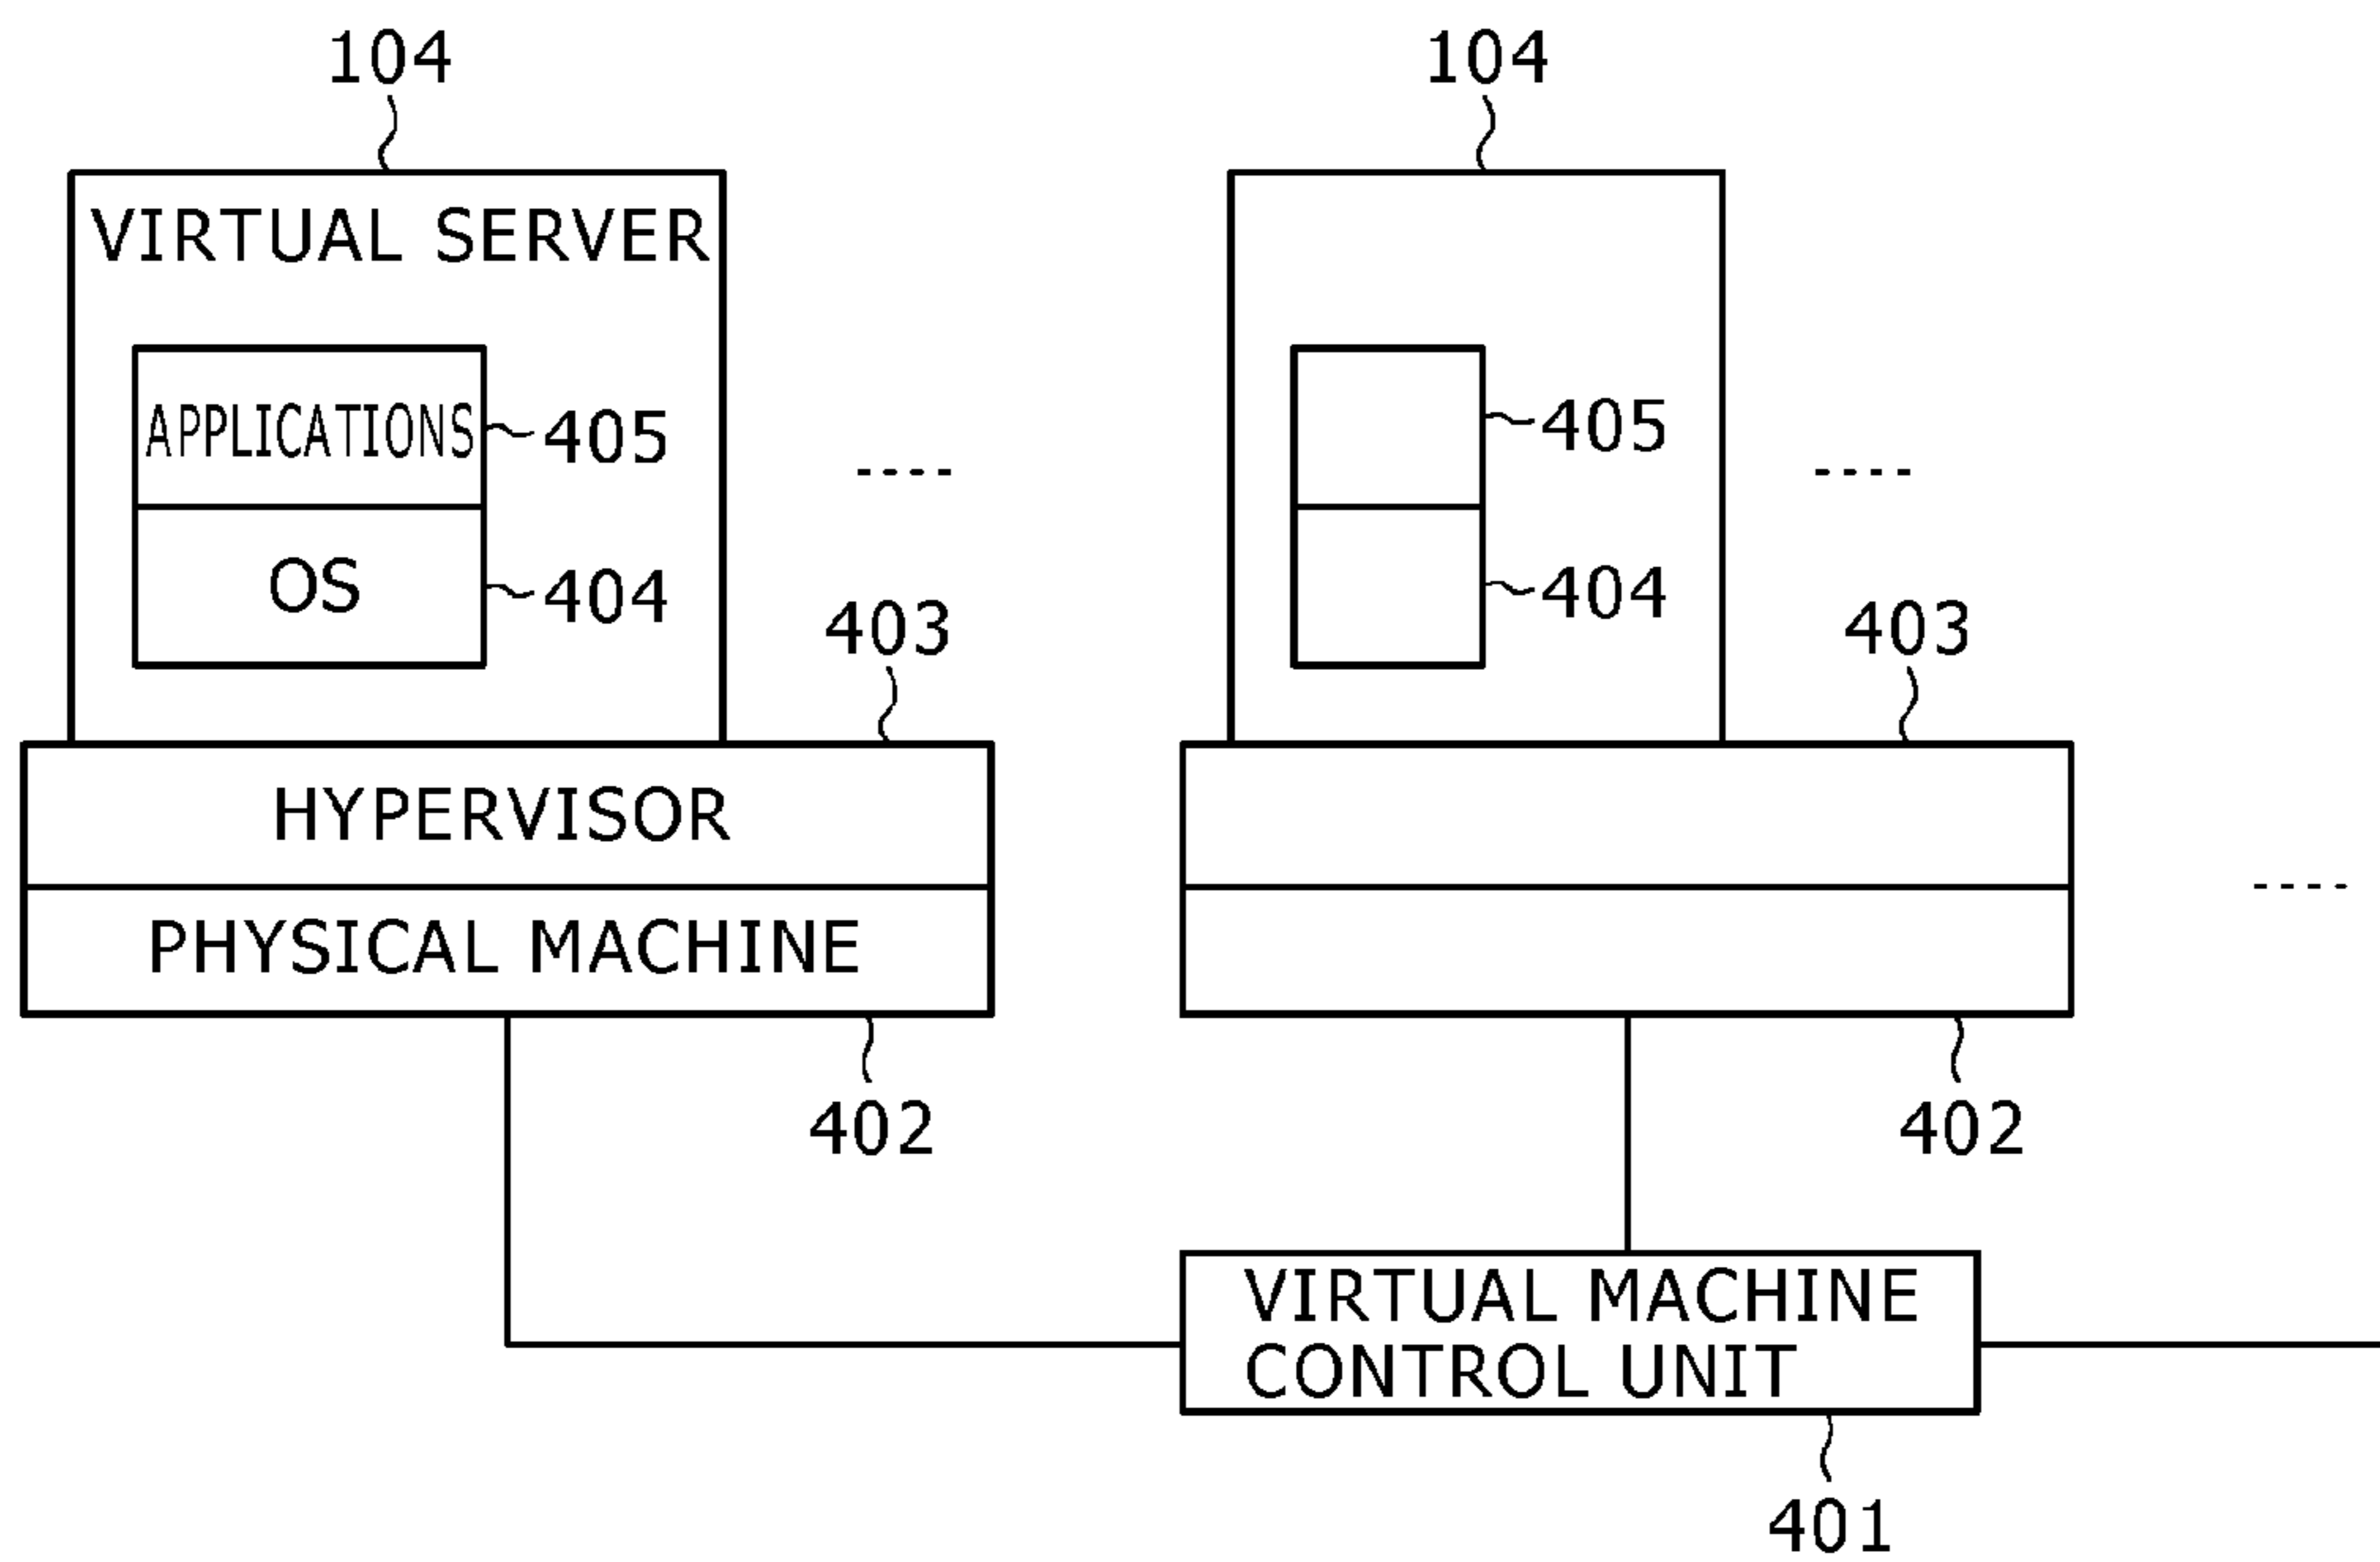 104
104
VIRTUAL SERVER
APPLICATIONS
405
405
OS
404
404
403
403
HYPERVISOR
PHYSICAL MACHINE
402
402
VIRTUAL MACHINE
CONTROL UNIT
401